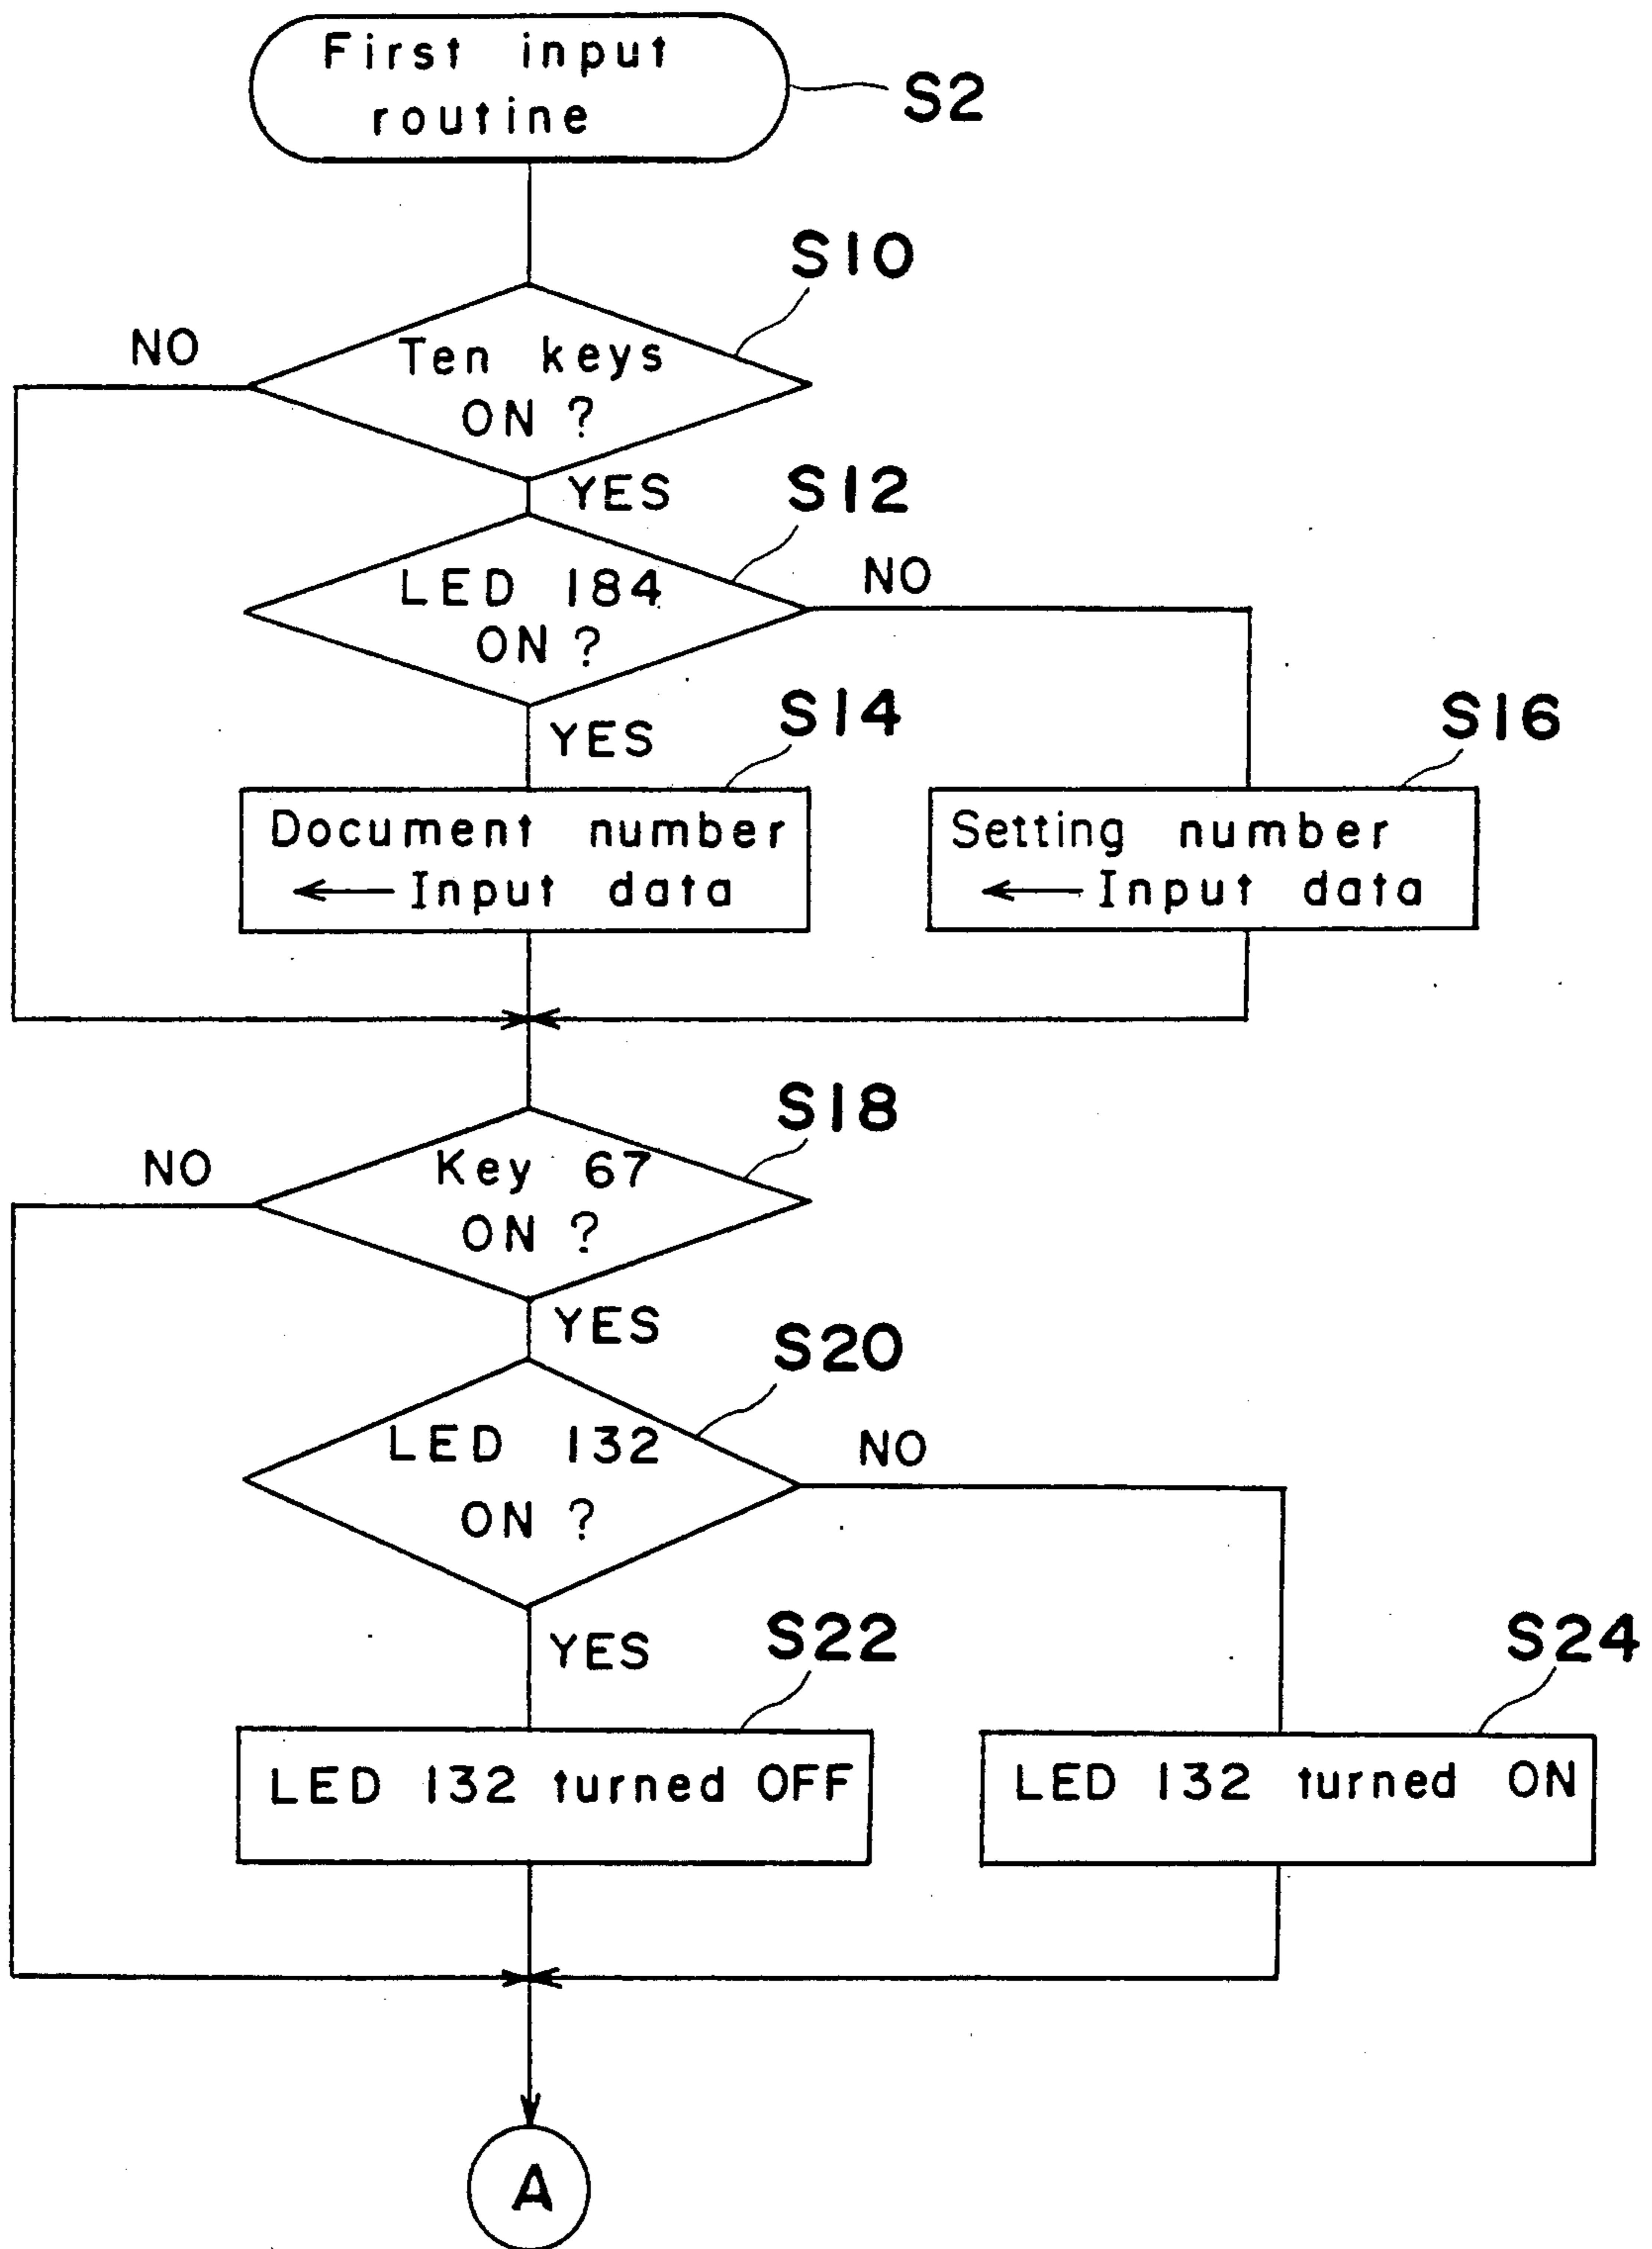 First input
routine
S2
S10
NO
Ten keys
ON ?
YES
S12
LED 184
ON ?
NO
YES
S14
S16
Document number
← Input data
Setting number
← Input data
S18
NO
Key 67
ON ?
YES
S20
LED 132
ON ?
NO
YES
S22
S24
LED 132 turned OFF
LED 132 turned ON
A